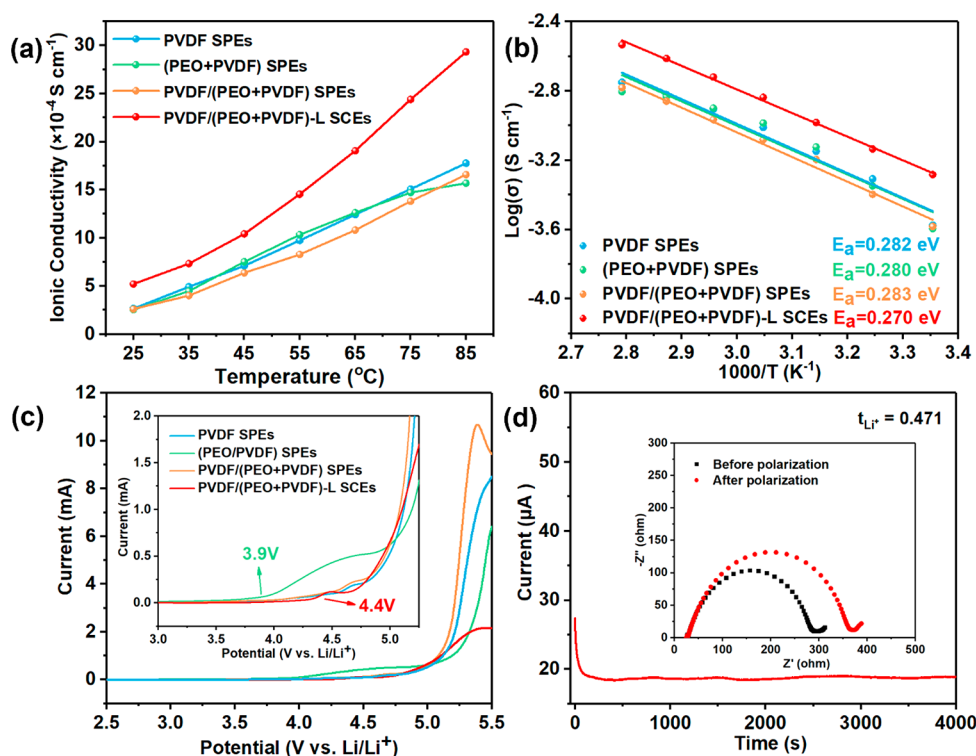 (a)
PVDF SPEs
(PEO+PVDF) SPEs
PVDF/(PEO+PVDF) SPEs
PVDF/(PEO+PVDF)-L SCEs
Ionic Conductivity (×10⁻⁴ S cm⁻¹)
30
25
20
15
10
5
0
25 35 45 55 65 75 85
Temperature (°C)
(b)
Log(σ) (S cm⁻¹)
-2.4
-2.8
-3.2
-3.6
-4.0
PVDF SPEs Eₐ=0.282 eV
(PEO+PVDF) SPEs Eₐ=0.280 eV
PVDF/(PEO+PVDF) SPEs Eₐ=0.283 eV
PVDF/(PEO+PVDF)-L SCEs Eₐ=0.270 eV
2.7 2.8 2.9 3.0 3.1 3.2 3.3 3.4
1000/T (K⁻¹)
(c)
Current (mA)
12
10
8
6
4
2
0
2.5 3.0 3.5 4.0 4.5 5.0 5.5
Potential (V vs. Li/Li⁺)
PVDF SPEs
(PEO/PVDF) SPEs
PVDF/(PEO+PVDF) SPEs
PVDF/(PEO+PVDF)-L SCEs
Current (mA)
2.0
1.5
1.0
0.5
0.0
3.9V
4.4V
3.0 3.5 4.0 4.5 5.0
Potential (V vs. Li/Li⁺)
(d)
t Li⁺ = 0.471
Current (μA )
60
50
40
30
20
10
0 1000 2000 3000 4000
Time (s)
Before polarization
After polarization
-Z'' (ohm)
300
250
200
150
100
50
0
0 100 200 300 400 500
Z' (ohm)